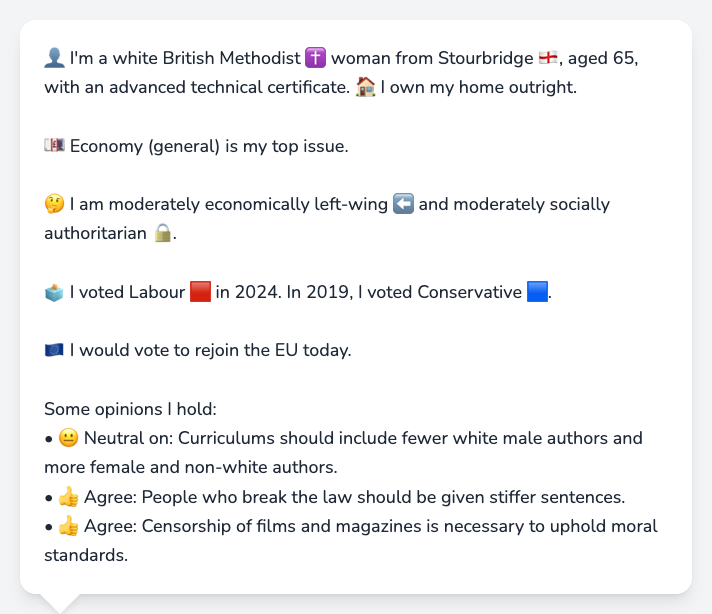 👤 I'm a white British Methodist ✝️ woman from Stourbridge 🏴󠁧󠁢󠁥󠁮󠁧󠁿, aged 65,
with an advanced technical certificate. 🏠 I own my home outright.
💷 Economy (general) is my top issue.
🤔 I am moderately economically left-wing ⬅️ and moderately socially
authoritarian 🔒.
🗳️ I voted Labour 🟥 in 2024. In 2019, I voted Conservative 🟦.
🇪🇺 I would vote to rejoin the EU today.
Some opinions I hold:
• 😐 Neutral on: Curriculums should include fewer white male authors and
more female and non-white authors.
• 👍 Agree: People who break the law should be given stiffer sentences.
• 👍 Agree: Censorship of films and magazines is necessary to uphold moral
standards.